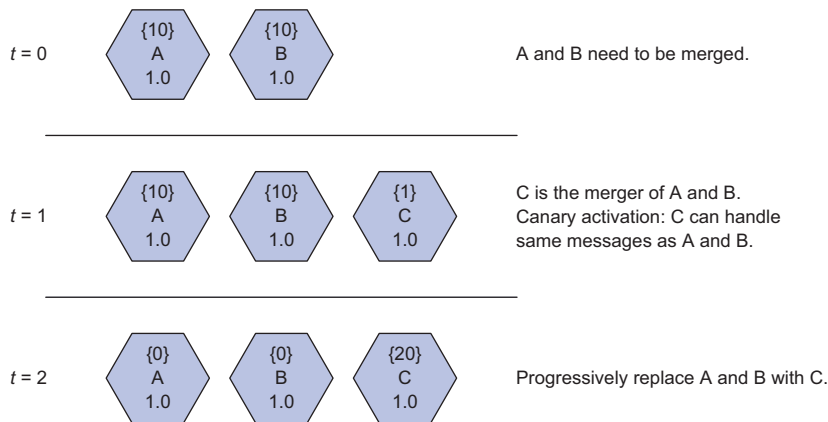 t = 0
{10}
A
1.0
{10}
B
1.0
A and B need to be merged.
t = 1
{10}
A
1.0
{10}
B
1.0
{1}
C
1.0
C is the merger of A and B.
Canary activation: C can handle
same messages as A and B.
t = 2
{0}
A
1.0
{0}
B
1.0
{20}
C
1.0
Progressively replace A and B with C.